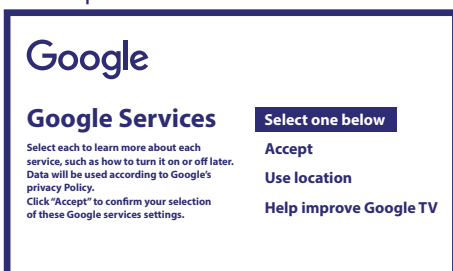 Google
Google Services
Select each to learn more about each
service, such as how to turn it on or off later.
Data will be used according to Google's
privacy Policy.
Click “Accept” to confirm your selection
of these Google services settings.
Select one below
Accept
Use location
Help improve Google TV